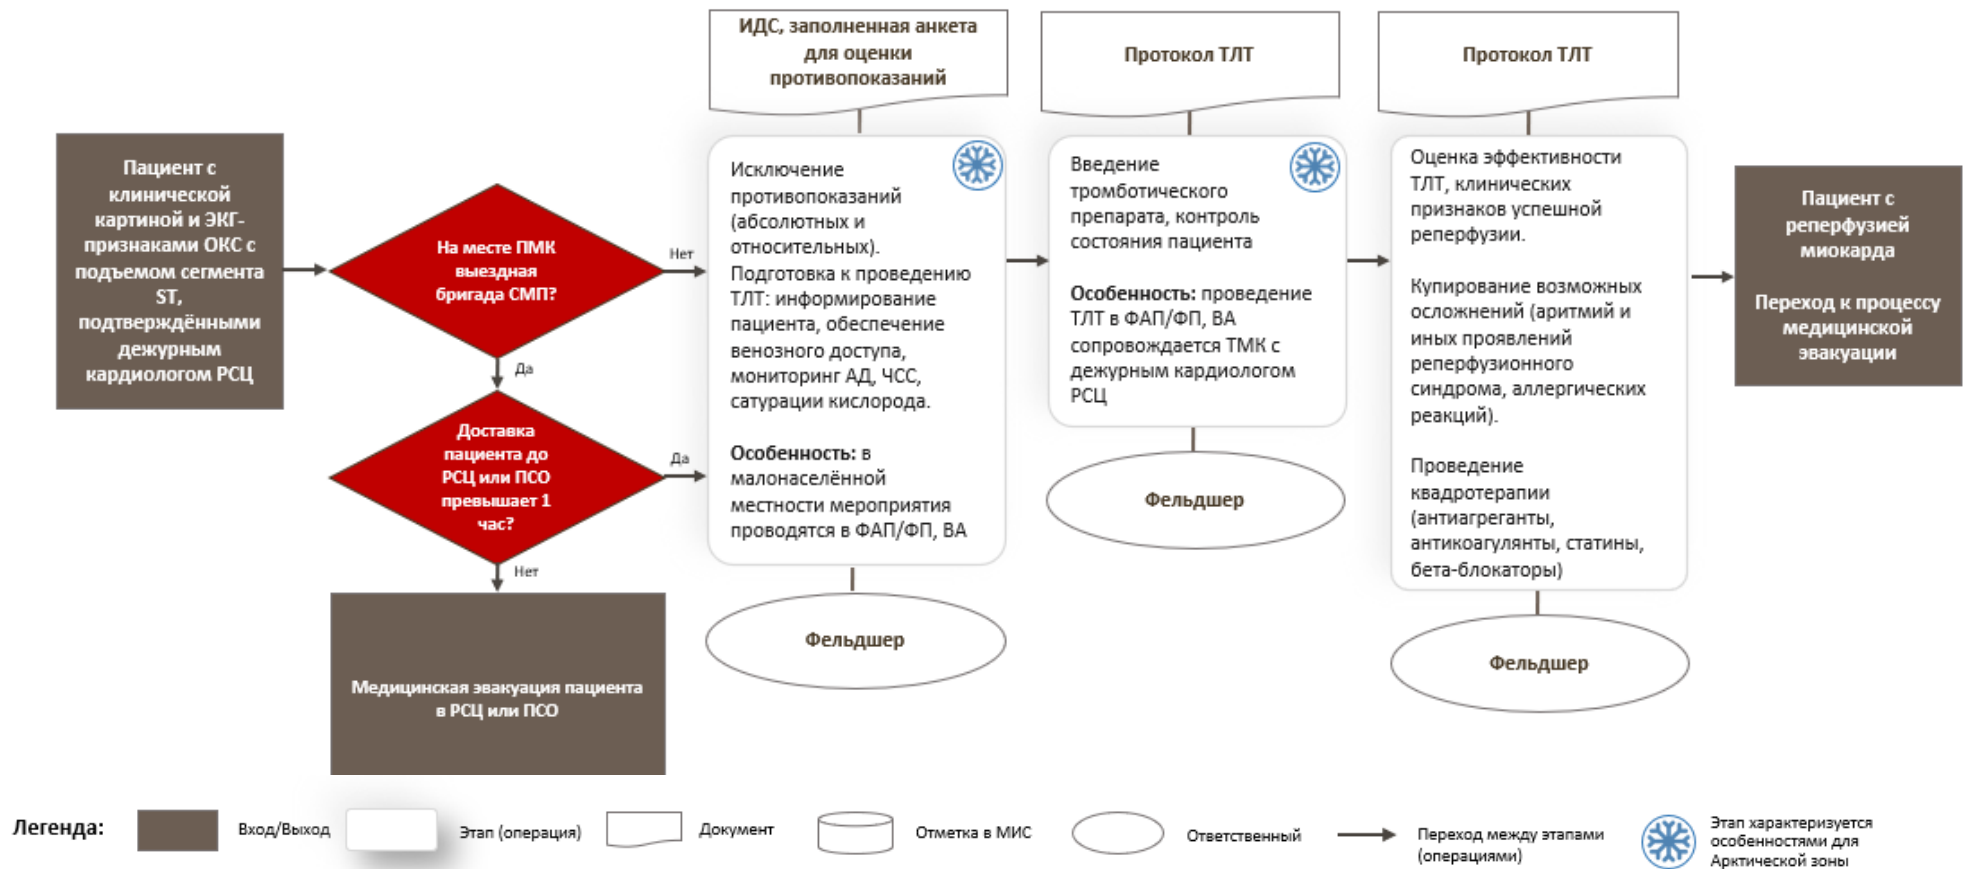 ИДС, заполненная анкета
для оценки
противопоказаний
Протокол ТЛТ
Протокол ТЛТ
Пациент с
клинической
картиной и ЭКГ-
признаками ОКС с
подъемом сегмента
ST,
подтверждёнными
дежурным
кардиологом РСЦ
На месте ПМК
выездная
бригада СМП?
Нет
Да
Доставка
пациента до
РСЦ или ПСО
превышает 1
час?
Да
Нет
Медицинская эвакуация пациента
в РСЦ или ПСО
Исключение
противопоказаний
(абсолютных и
относительных).
Подготовка к проведению
ТЛТ: информирование
пациента, обеспечение
венозного доступа,
мониторинг АД, ЧСС,
сатурации кислорода.
Особенность: в
малонаселённой
местности мероприятия
проводятся в ФАП/ФП, ВА
Фельдшер
Введение
тромботического
препарата, контроль
состояния пациента
Особенность: проведение
ТЛТ в ФАП/ФП, ВА
сопровождается ТМК с
дежурным кардиологом
РСЦ
Фельдшер
Оценка эффективности
ТЛТ, клинических
признаков успешной
реперфузии.
Купирование возможных
осложнений (аритмий и
иных проявлений
реперфузионного
синдрома, аллергических
реакций).
Проведение
квадротерапии
(антиагреганты,
антикоагулянты, статины,
бета-блокаторы)
Фельдшер
Пациент с
реперфузией
миокарда
Переход к процессу
медицинской
эвакуации
Легенда:
Вход/Выход
Этап (операция)
Документ
Отметка в МИС
Ответственный
Переход между этапами
(операциями)
Этап характеризуется
особенностями для
Арктической зоны